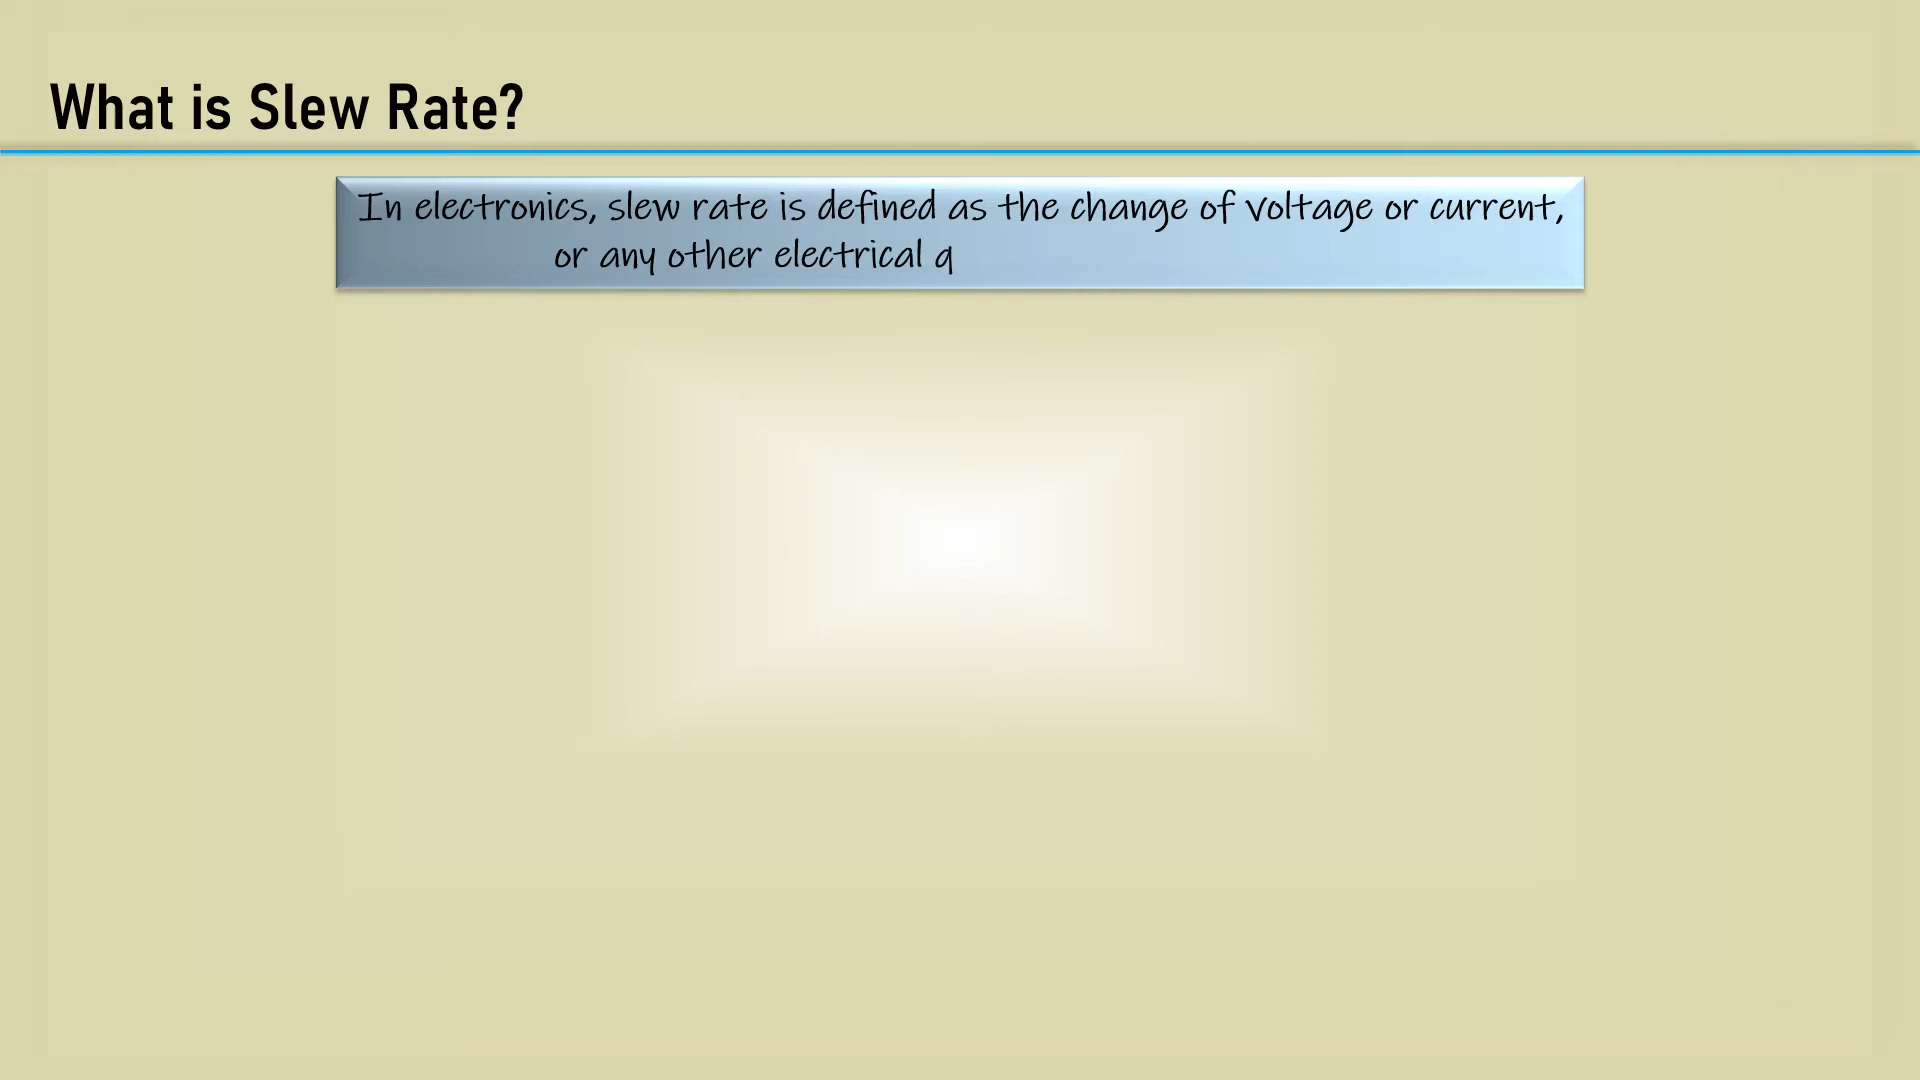 What is Slew Rate?
In electronics, slew rate is defined as the change of voltage or current,
or any other electrical q